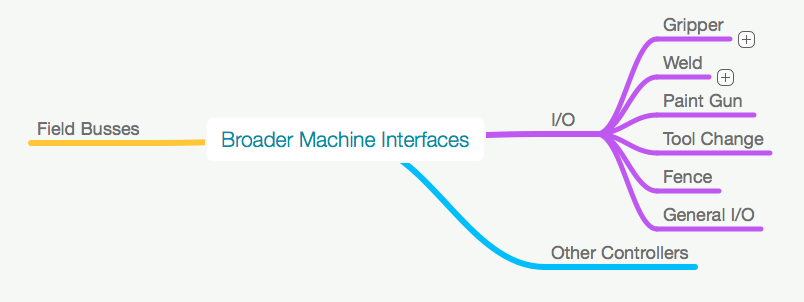 Field Busses
Broader Machine Interfaces
I/O
Gripper
Weld
Paint Gun
Tool Change
Fence
General I/O
Other Controllers